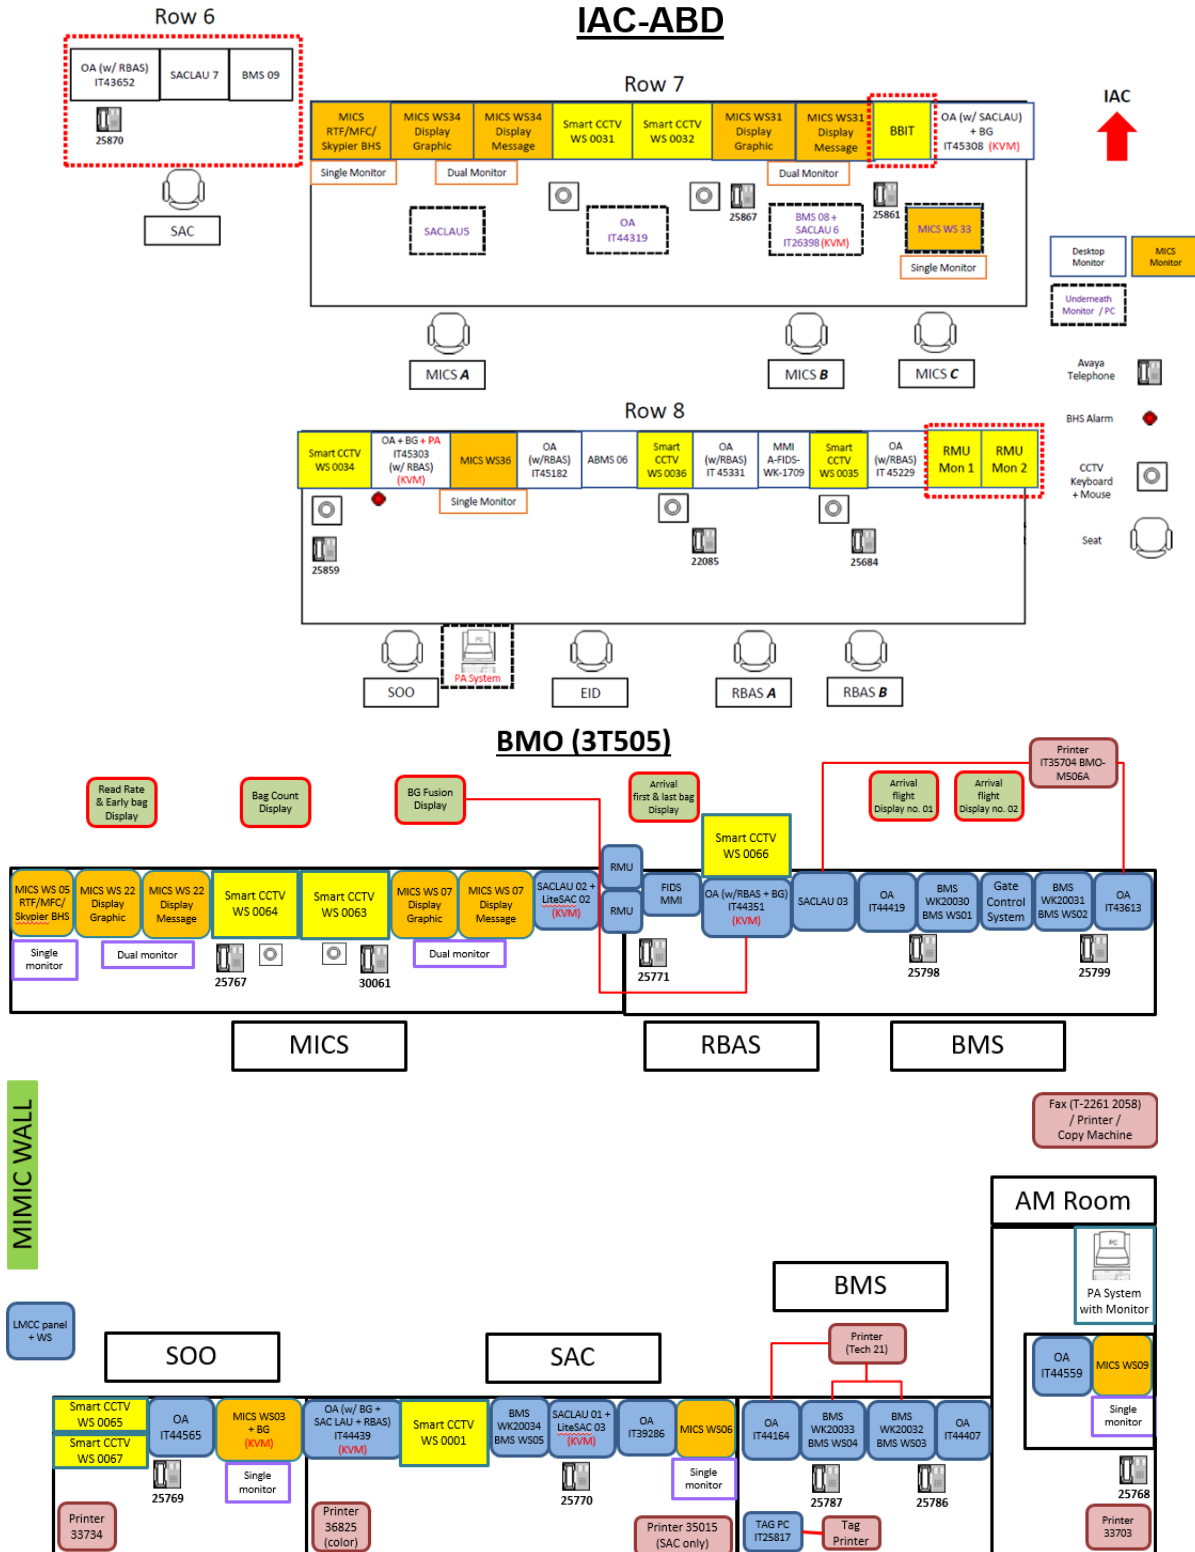 IAC-ABD
Row 6
OA (w/ RBAS)
IT43652
SACLAU 7
BMS 09
25870
SAC
Row 7
MICS
RTF/MFC/
Skypier BHS
MICS WS34
Display
Graphic
MICS WS34
Display
Message
Smart CCTV
WS 0031
Smart CCTV
WS 0032
MICS WS31
Display
Graphic
MICS WS31
Display
Message
BBIT
OA (w/ SACLAU)
+ BG
IT45308 (KVM)
Single Monitor
Dual Monitor
Dual Monitor
25867
25861
SACLAU5
OA
IT44319
BMS 08 +
SACLAU 6
IT26398(KVM)
MICS WS 33
Single Monitor
MICS A
MICS B
MICS C
IAC
Desktop
Monitor
MICS
Monitor
Underneath
Monitor / PC
Avaya
Telephone
BHS Alarm
CCTV
Keyboard
+ Mouse
Seat
Row 8
Smart CCTV
WS 0034
OA + BG + PA
IT45303
(w/ RBAS)
(KVM)
MICS WS36
OA
(w/RBAS)
IT45182
ABMS 06
Smart
CCTV
WS 0036
OA
(w/RBAS)
IT 45331
MMI
A-FIDS-
WK-1709
Smart
CCTV
WS 0035
OA
(w/RBAS)
IT 45229
RMU
Mon 1
RMU
Mon 2
Single Monitor
25859
22085
25684
SOO
PC
PA System
EID
RBAS A
RBAS B
BMO (3T505)
Read Rate
& Early bag
Display
Bag Count
Display
BG Fusion
Display
Arrival
first & last bag
Display
Arrival
flight
Display no. 01
Arrival
flight
Display no. 02
Printer
IT35704 BMO-
M506A
MICS WS 05
RTF/MFC/
Skypier BHS
MICS WS 22
Display
Graphic
MICS WS 22
Display
Message
Smart CCTV
WS 0064
Smart CCTV
WS 0063
MICS WS 07
Display
Graphic
MICS WS 07
Display
Message
SACLAU 02 +
LiteSAC 02
(KVM)
RMU
RMU
FIDS
MMI
Smart CCTV
WS 0066
OA (w/RBAS + BG)
IT44351
(KVM)
SACLAU 03
OA
IT44419
BMS
WK20030
BMS WS01
Gate
Control
System
BMS
WK20031
BMS WS02
OA
IT43613
Single
monitor
Dual monitor
25767
30061
Dual monitor
25771
25798
25799
MICS
RBAS
BMS
MIMIC WALL
Fax (T-2261 2058)
/ Printer /
Copy Machine
AM Room
PC
PA System
with Monitor
OA
IT44559
MICS WS09
Single
monitor
25768
Printer
33703
LMCC panel
+ WS
SOO
SAC
BMS
Printer
(Tech 21)
Smart CCTV
WS 0065
Smart CCTV
WS 0067
OA
IT44565
MICS WS03
+ BG
(KVM)
OA (w/ BG +
SAC LAU + RBAS)
IT44439
(KVM)
Smart CCTV
WS 0001
BMS
WK20034
BMS WS05
SACLAU 01 +
LiteSAC 03
(KVM)
OA
IT39286
MICS WS06
OA
IT44164
BMS
WK20033
BMS WS04
BMS
WK20032
BMS WS03
OA
IT44407
25769
Single
monitor
25770
Single
monitor
25787
25786
Printer
33734
Printer
36825
(color)
Printer 35015
(SAC only)
TAG PC
IT25817
Tag
Printer